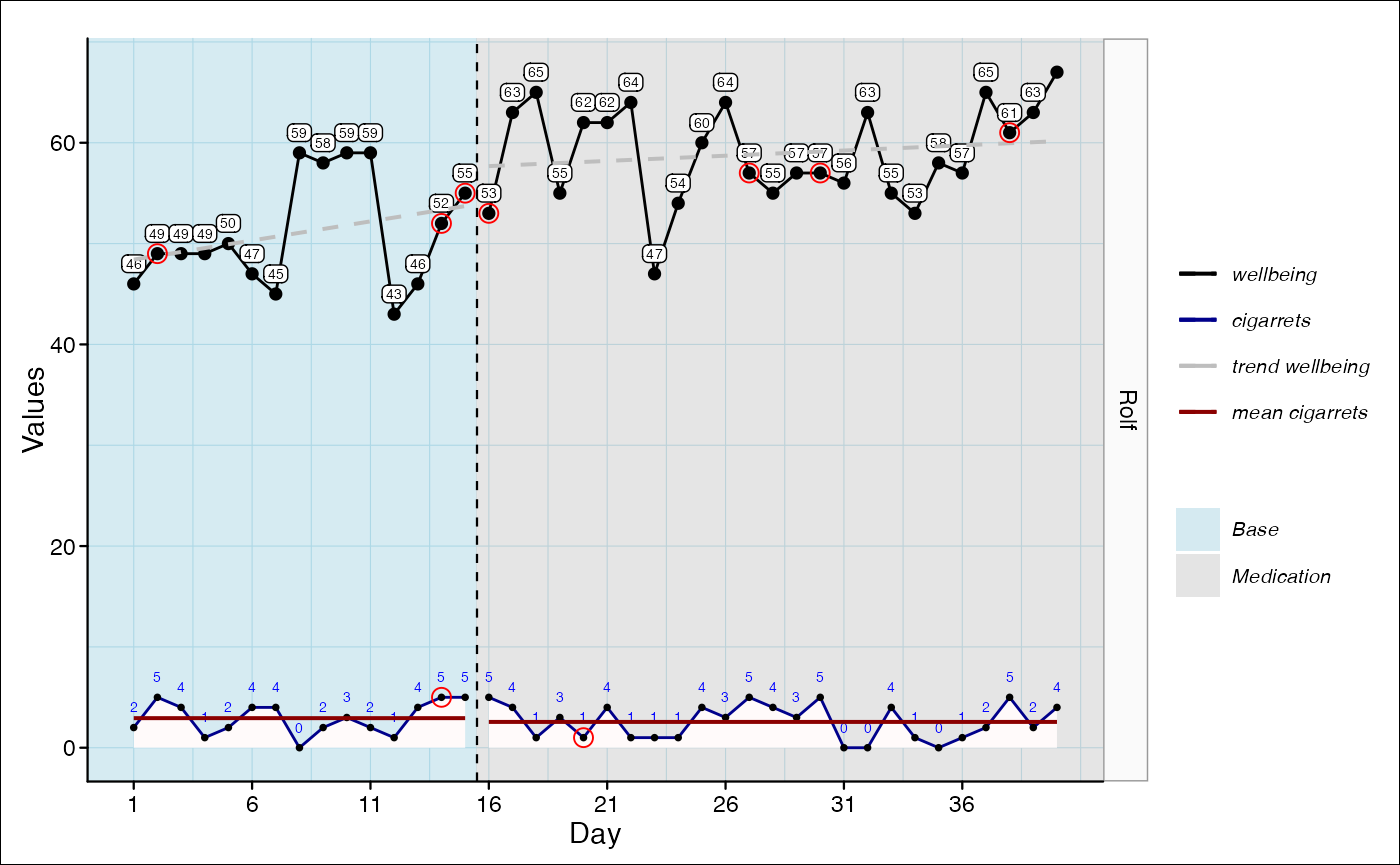 65 65
64 64
63 63 63
62 62
61
59 59 59 60
58 58
57 57 57 57
56
55 55 55 55
54
52 53 53
49 49 49 50
47 47
46 46
45
43
60
40
20
0
Values
5 5 5 5 5 5 5
4 4 4 4 4 4 4 4 4 4
3 3 3 3
2 2 2 2 2 2
1 1 1 1 1 1 1 1 1
0 0 0 0
1 6 11 16 21 26 31 36
Day
Rolf
wellbeing
cigarrets
trend wellbeing
mean cigarrets
Base
Medication